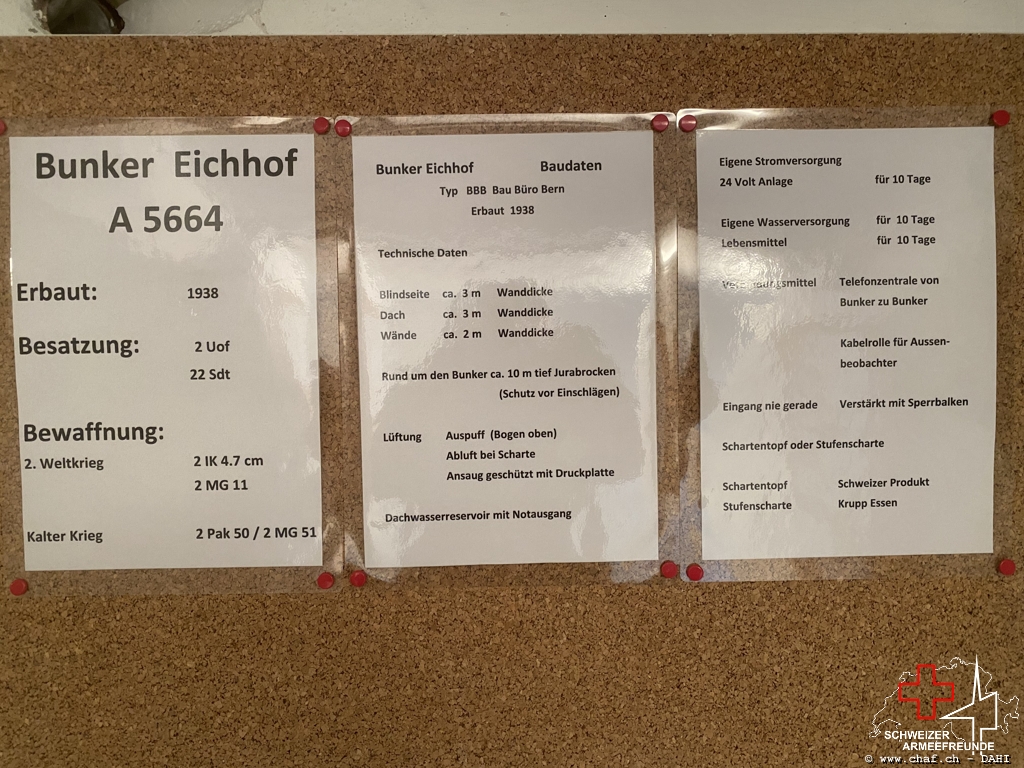 Bunker Eichhof
A 5664
Erbaut: 1938
Besatzung: 2 Uof
22 Sdt
Bewaffnung:
2. Weltkrieg 2 IK 4.7 cm
2 MG 11
Kalter Krieg 2 Pak 50 / 2 MG 51
Bunker Eichhof Baudaten
Typ BBB Bau Büro Bern
Erbaut 1938
Technische Daten
Blindseite ca. 3 m Wanddicke
Dach ca. 3 m Wanddicke
Wände ca. 2 m Wanddicke
Rund um den Bunker ca. 10 m tief Jurabrocken
(Schutz vor Einschlägen)
Lüftung Auspuff (Bogen oben)
Abluft bei Scharte
Ansaug geschützt mit Druckplatte
Dachwasserreservoir mit Notausgang
Eigene Stromversorgung
24 Volt Anlage für 10 Tage
Eigene Wasserversorgung für 10 Tage
Lebensmittel für 10 Tage
Telefonzentrale von
Bunker zu Bunker
Kabelrolle für Aussen-
beobachter
Eingang nie gerade Verstärkt mit Sperrbalken
Schartentopf oder Stufenscharte
Schartentopf Schweizer Produkt
Stufenscharte Krupp Essen
SCHWEIZER
ARMEEFREUNDE
© www.chaf.ch - DAHI